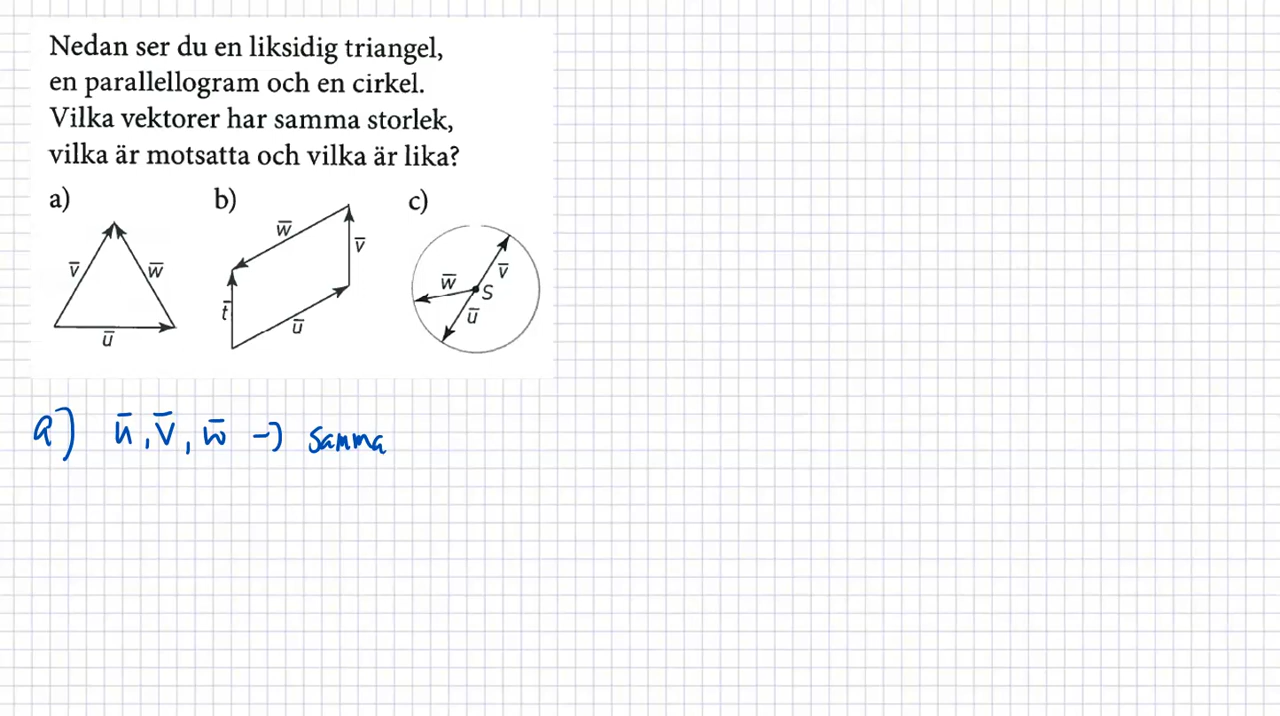 Nedan ser du en liksidig triangel,
en parallellogram och en cirkel.
Vilka vektorer har samma storlek,
vilka är motsatta och vilka är lika?
a)
b)
c)
v̅
w̅
u̅
w̅
v̅
t̅
u̅
v̅
w̅
S
u̅
a) u̅, v̅, w̅ → samma